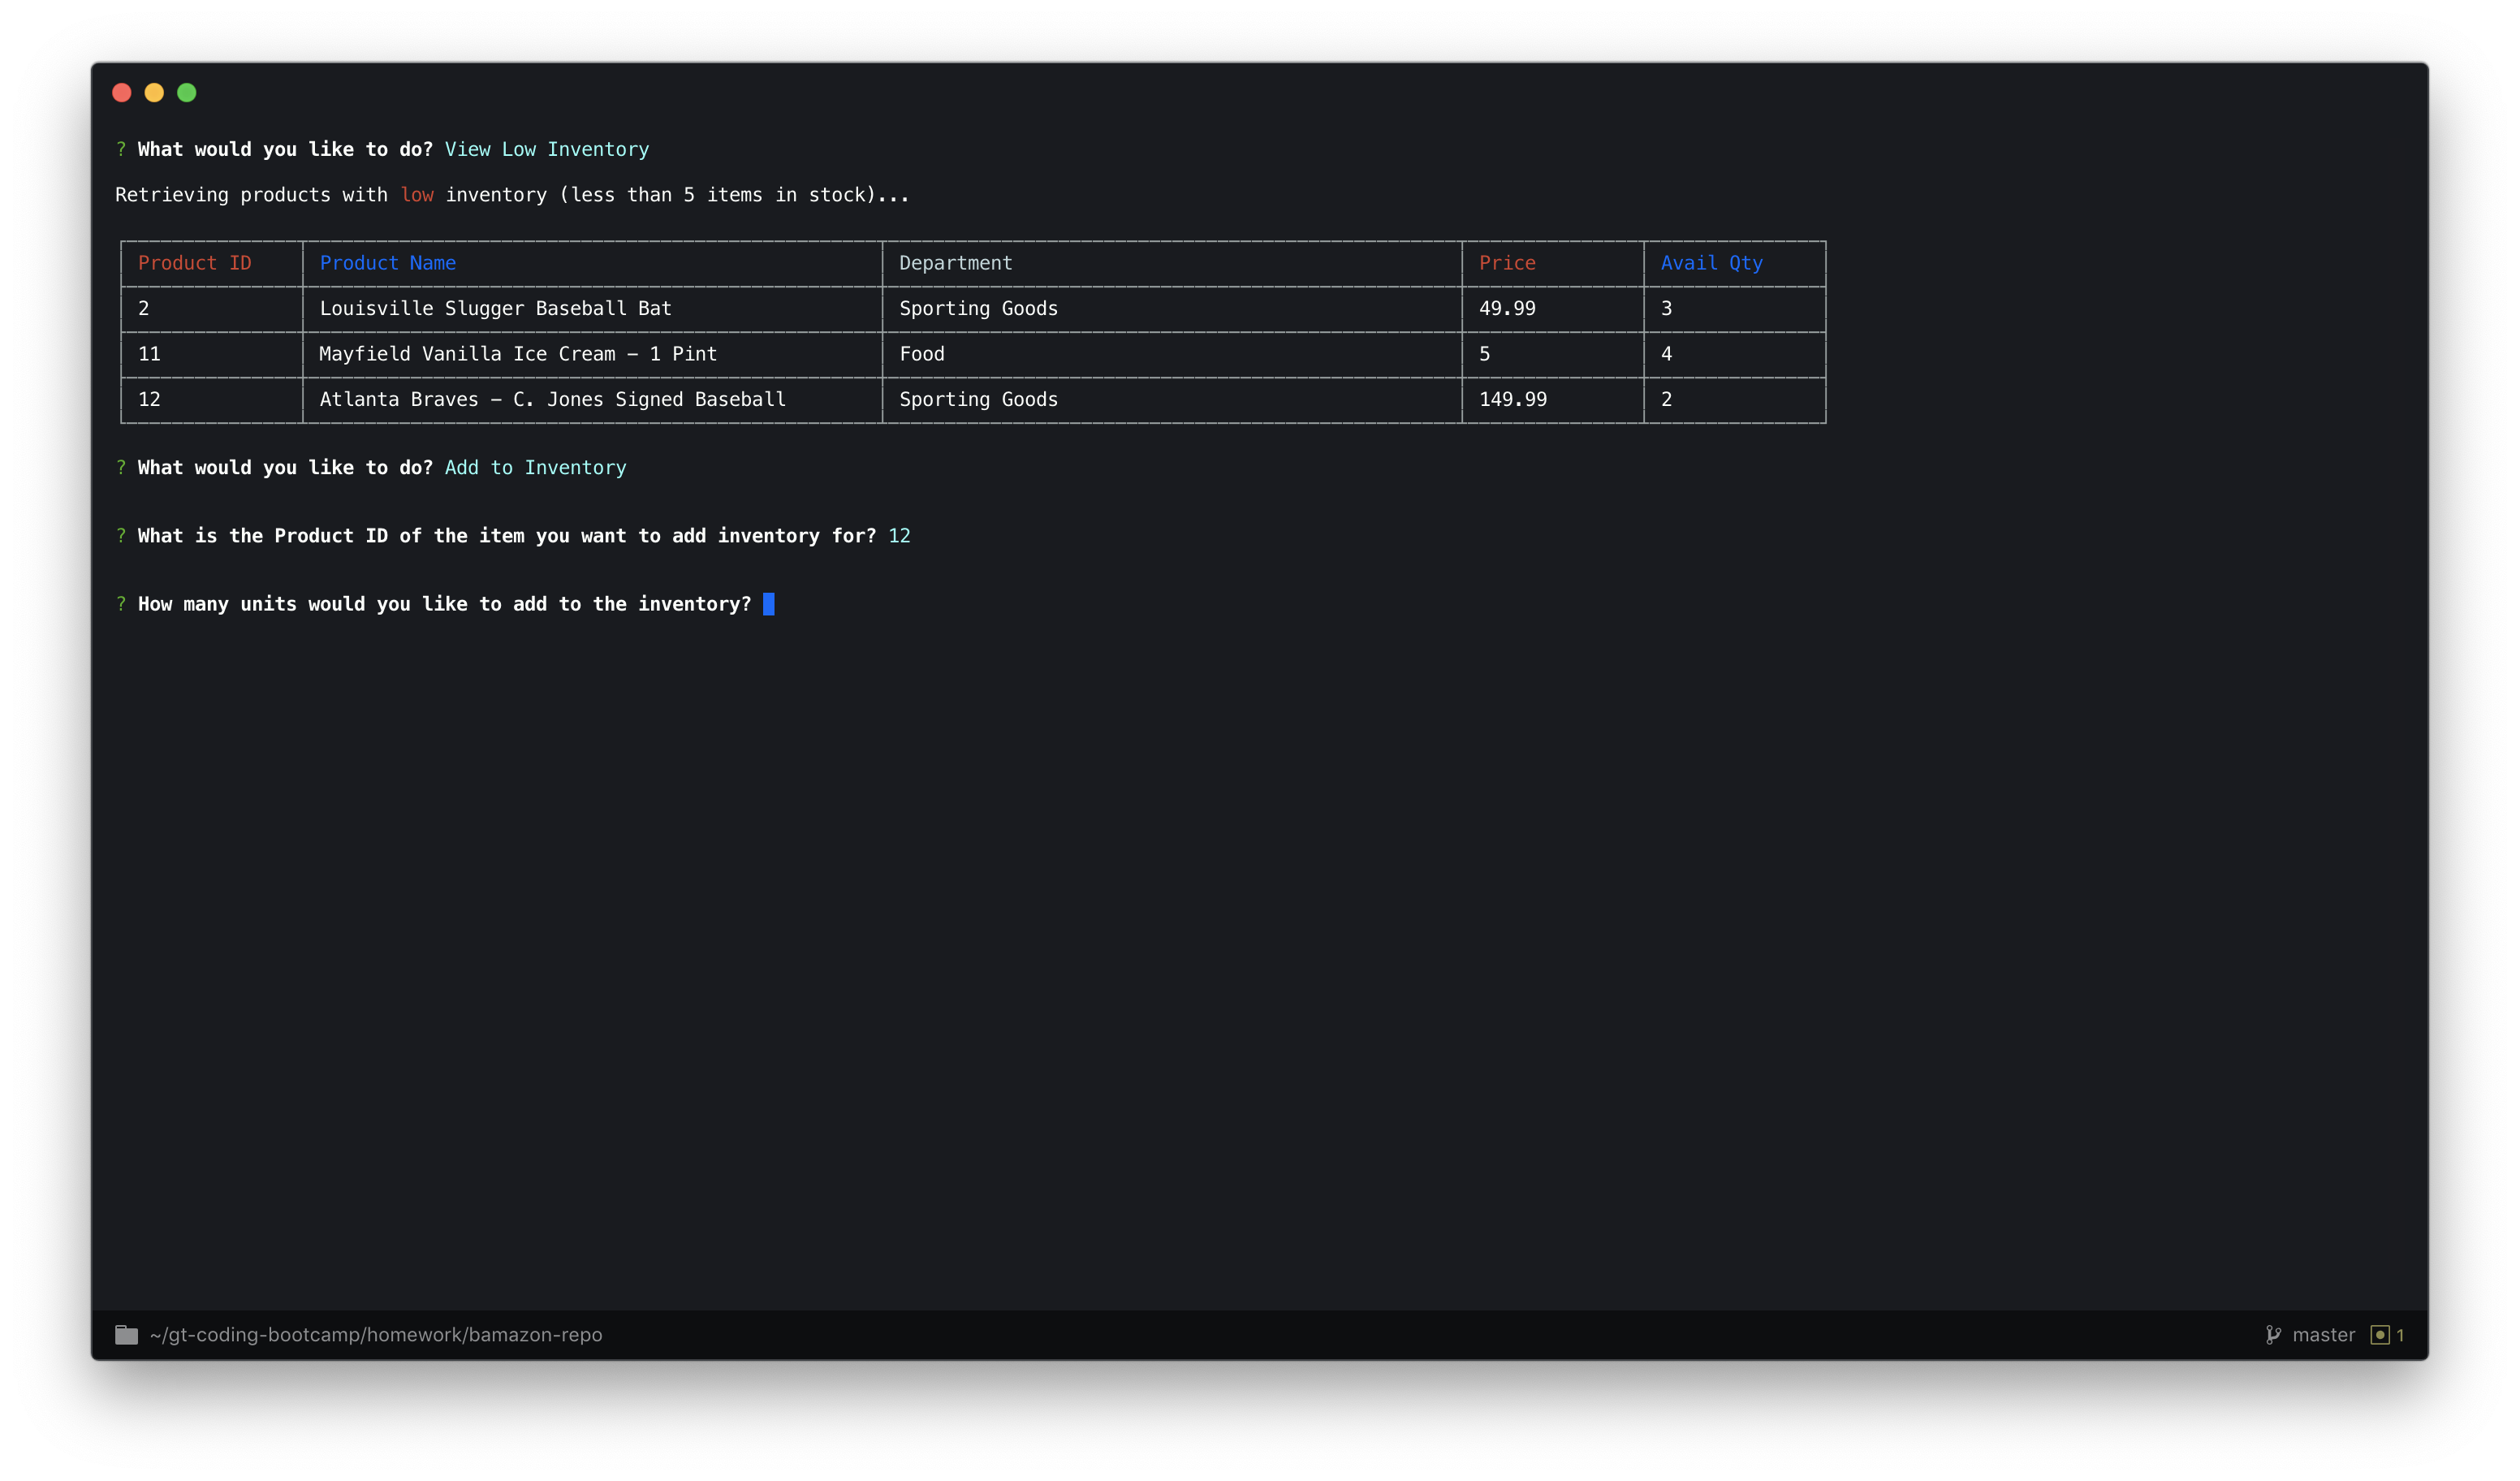 ? What would you like to do? View Low Inventory
Retrieving products with low inventory (less than 5 items in stock)...
Product ID Product Name Department Price Avail Qty
2 Louisville Slugger Baseball Bat Sporting Goods 49.99 3
11 Mayfield Vanilla Ice Cream - 1 Pint Food 5 4
12 Atlanta Braves - C. Jones Signed Baseball Sporting Goods 149.99 2
? What would you like to do? Add to Inventory
? What is the Product ID of the item you want to add inventory for? 12
? How many units would you like to add to the inventory?
~/gt-coding-bootcamp/homework/bamazon-repo master 1